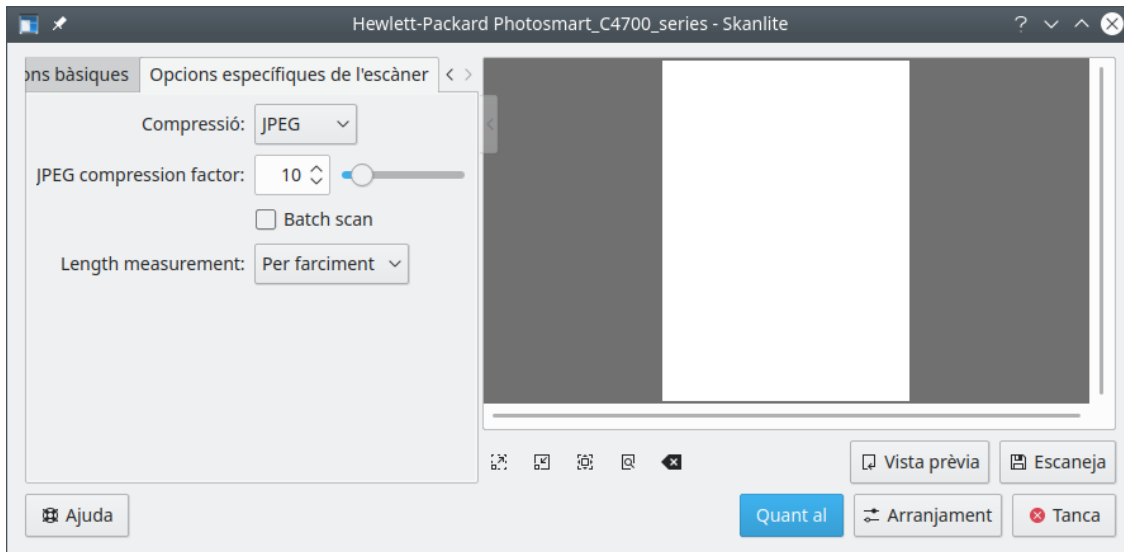 Hewlett-Packard Photosmart_C4700_series - Skanlite
ons bàsiques
Opcions específiques de l'escàner
Compressió: JPEG
JPEG compression factor: 10
Batch scan
Length measurement: Per farciment
Vista prèvia
Escaneja
Ajuda
Quant al
Arranjament
Tanca